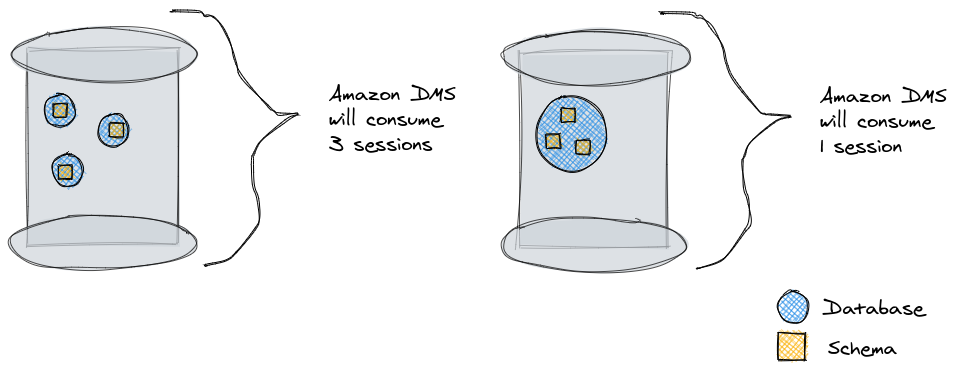 Amazon DMS
will consume
3 sessions
Amazon DMS
will consume
1 session
Database
Schema